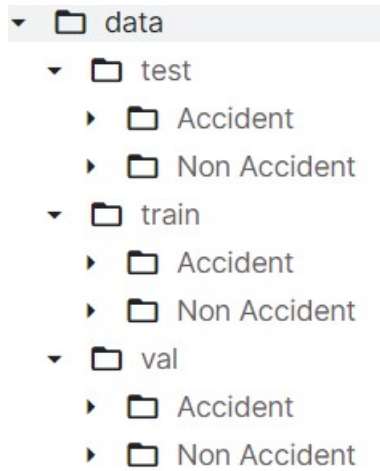 data
test
Accident
Non Accident
train
Accident
Non Accident
val
Accident
Non Accident